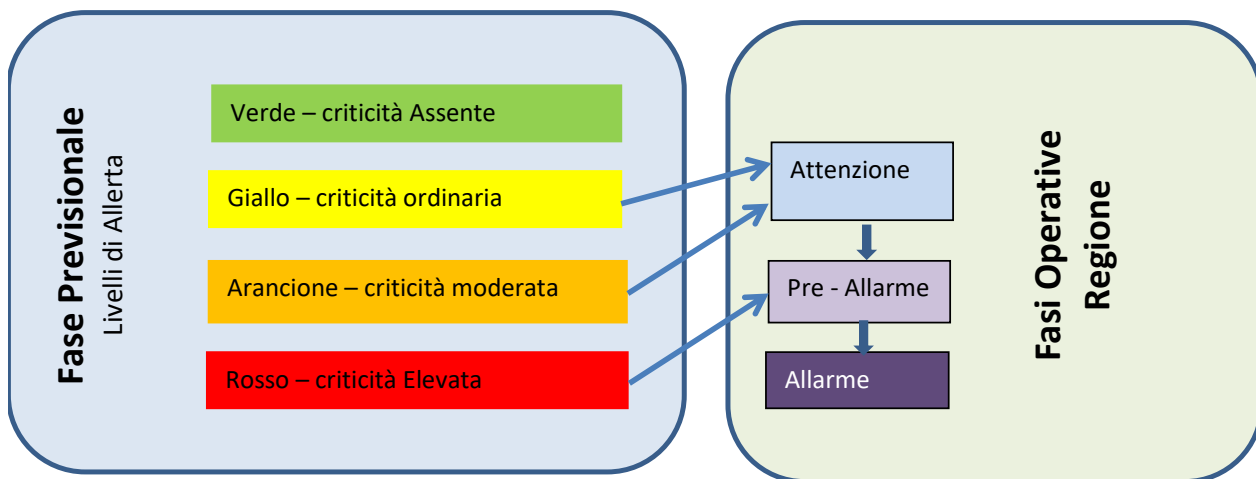 Fase Previsionale
Livelli di Allerta
Verde – criticità Assente
Giallo – criticità ordinaria
Arancione – criticità moderata
Rosso – criticità Elevata
Attenzione
Pre - Allarme
Allarme
Fasi Operative
Regione